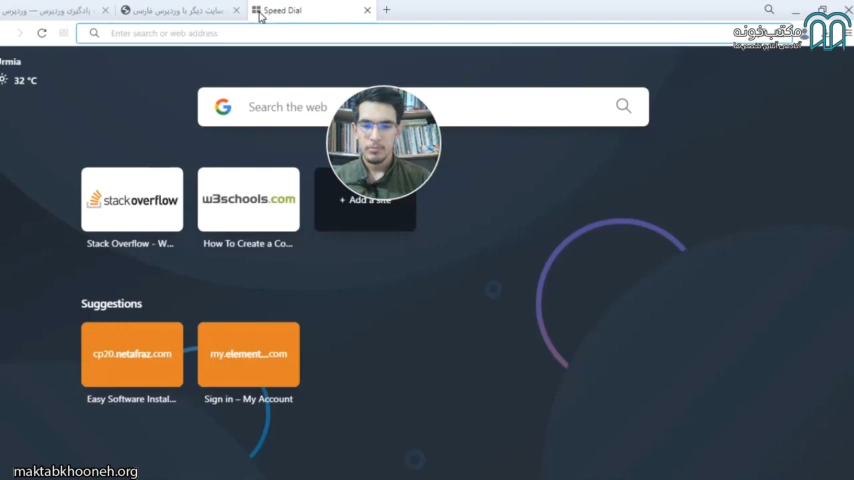 یادگیری وردپرس — وردپرس
سایت دیگر با وردپرس فارسی
Speed Dial
Enter search or web address
مکتب‌خونه
Urmia
32 °C
Search the web
stack overflow
w3schools.com
+ Add a site
Stack Overflow - W...
How To Create a Co...
Suggestions
cp20.netafraz.com
my.element...com
Easy Software Instal...
Sign in – My Account
maktabkhooneh.org